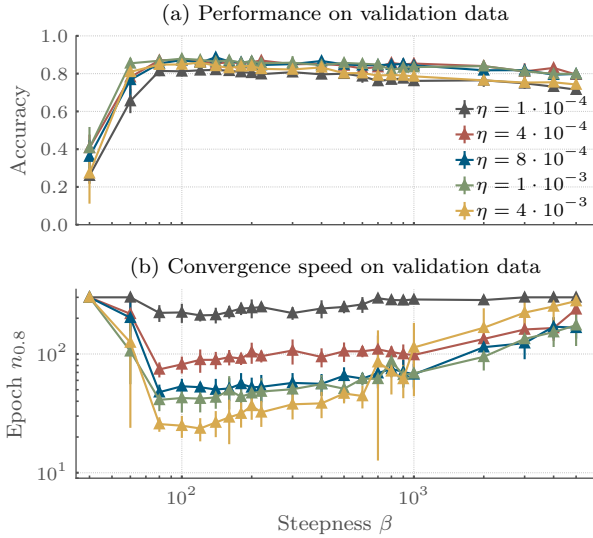 (a) Performance on validation data
1.0
0.8
0.6
0.4
0.2
0.0
Accuracy
η = 1 · 10⁻⁴
η = 4 · 10⁻⁴
η = 8 · 10⁻⁴
η = 1 · 10⁻³
η = 4 · 10⁻³
(b) Convergence speed on validation data
10²
10¹
Epoch n₀.₈
10² 10³
Steepness β